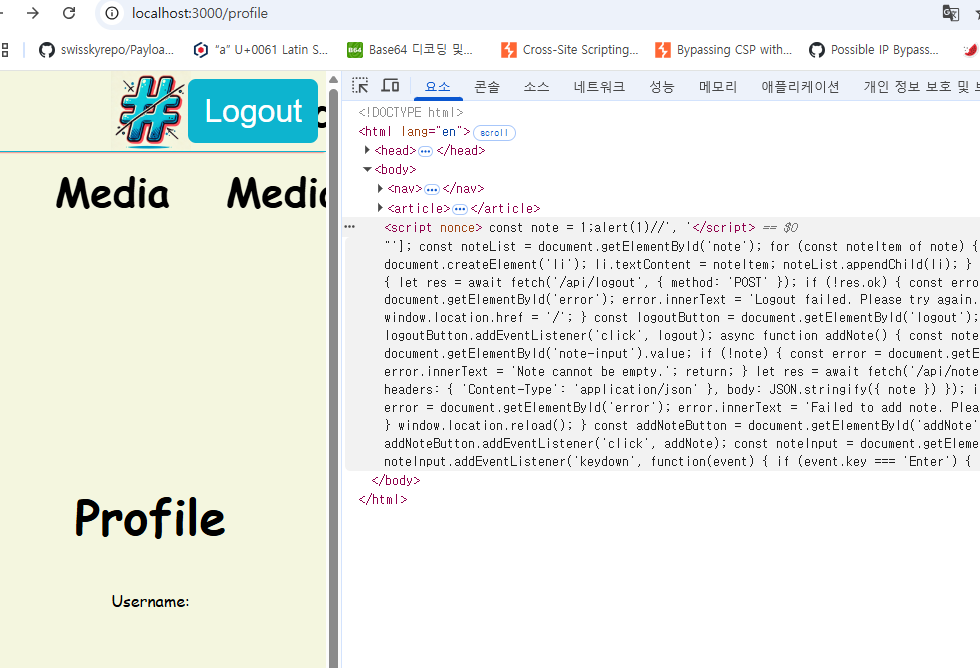 localhost:3000/profile
swisskyrepo/Payloa...
"a" U+0061 Latin S...
B64
Base64 디코딩 및...
Cross-Site Scripting...
Bypassing CSP with...
Possible IP Bypass...
Logout
요소
콘솔
소스
네트워크
성능
메모리
애플리케이션
개인 정보 보호 및
<!DOCTYPE html>
<html lang="en"> scroll
<head> ••• </head>
<body>
<nav> ••• </nav>
<article> ••• </article>
<script nonce> const note = 1;alert(1)//', '</script> == $0
"']; const noteList = document.getElementById('note'); for (const noteItem of note) {
document.createElement('li'); li.textContent = noteItem; noteList.appendChild(li); }
{ let res = await fetch('/api/logout', { method: 'POST' }); if (!res.ok) { const erro
document.getElementById('error'); error.innerText = 'Logout failed. Please try again.
window.location.href = '/'; } const logoutButton = document.getElementById('logout');
logoutButton.addEventListener('click', logout); async function addNote() { const note
document.getElementById('note-input').value; if (!note) { const error = document.getE
error.innerText = 'Note cannot be empty.'; return; } let res = await fetch('/api/note
headers: { 'Content-Type': 'application/json' }, body: JSON.stringify({ note }) }); i
error = document.getElementById('error'); error.innerText = 'Failed to add note. Plea
} window.location.reload(); } const addNoteButton = document.getElementById('addNote'
addNoteButton.addEventListener('click', addNote); const noteInput = document.getEleme
noteInput.addEventListener('keydown', function(event) { if (event.key === 'Enter') {
</body>
</html>
Media
Media
Profile
Username: